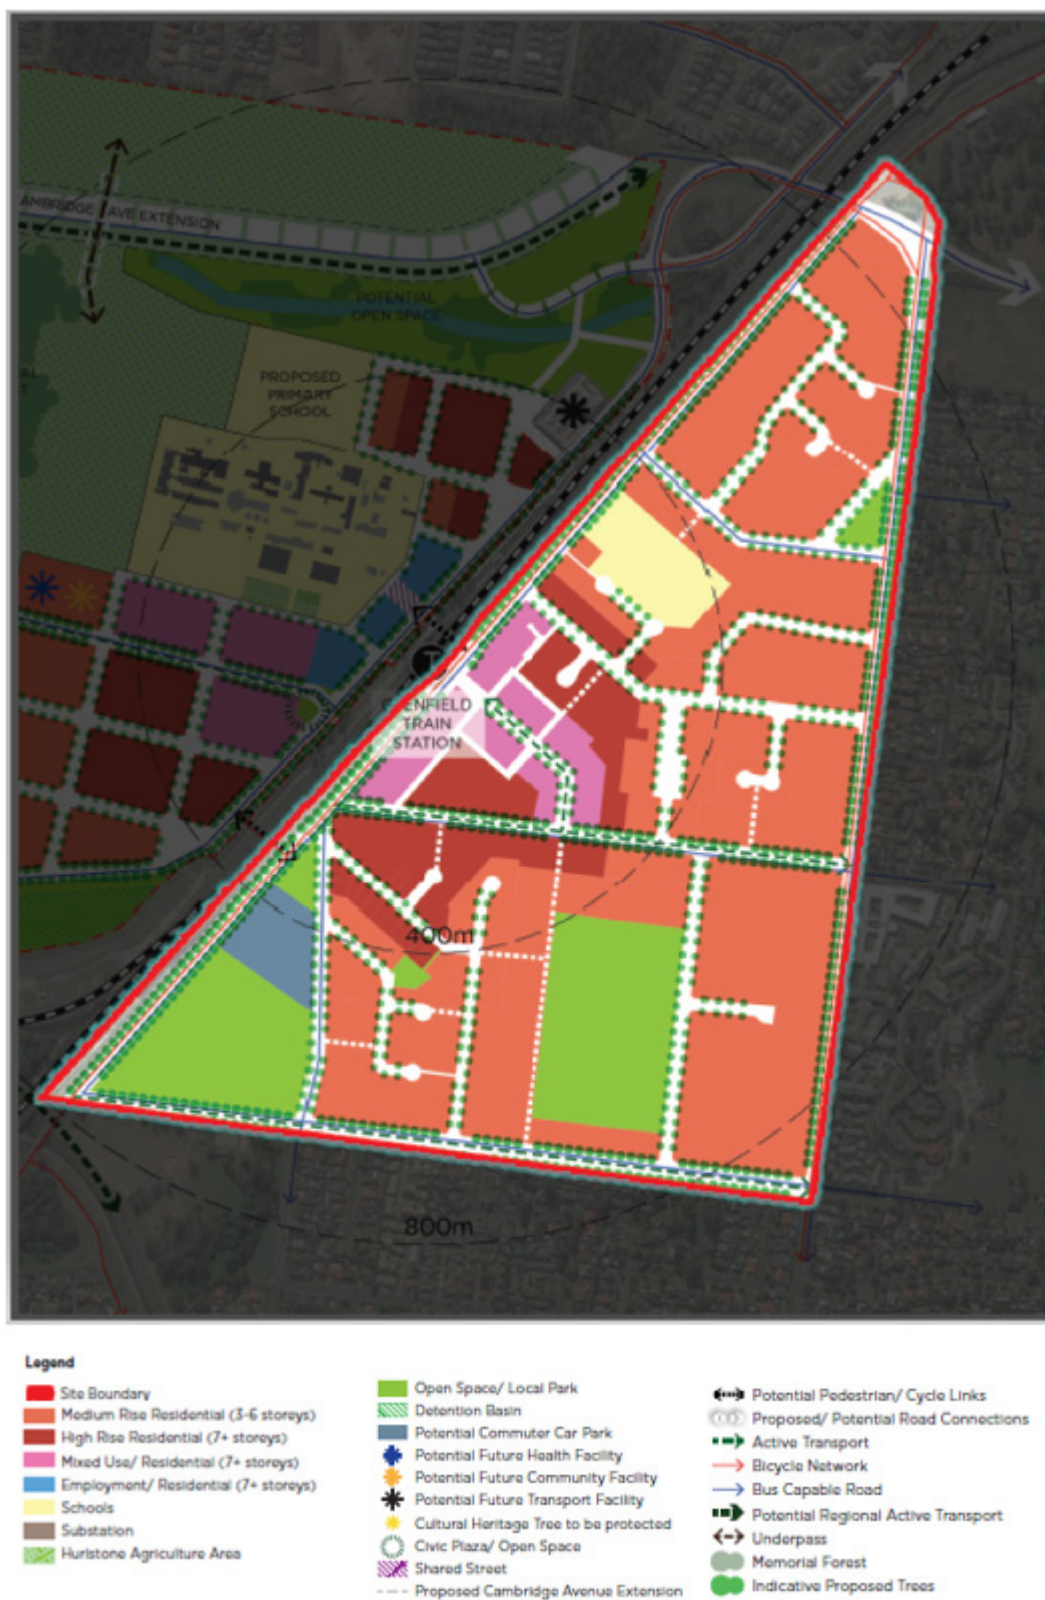 AMBRIDGE AVE EXTENSION
POTENTIAL
OPEN SPACE
PROPOSED
PRIMARY
SCHOOL
T
GLENFIELD
TRAIN
STATION
400m
800m
Legend
Site Boundary
Medium Rise Residential (3-6 storeys)
High Rise Residential (7+ storeys)
Mixed Use/ Residential (7+ storeys)
Employment/ Residential (7+ storeys)
Schools
Substation
Hurlstone Agriculture Area
Open Space/ Local Park
Detention Basin
Potential Commuter Car Park
Potential Future Health Facility
Potential Future Community Facility
Potential Future Transport Facility
Cultural Heritage Tree to be protected
Civic Plaza/ Open Space
Shared Street
Proposed Cambridge Avenue Extension
Potential Pedestrian/ Cycle Links
Proposed/ Potential Road Connections
Active Transport
Bicycle Network
Bus Capable Road
Potential Regional Active Transport
Underpass
Memorial Forest
Indicative Proposed Trees